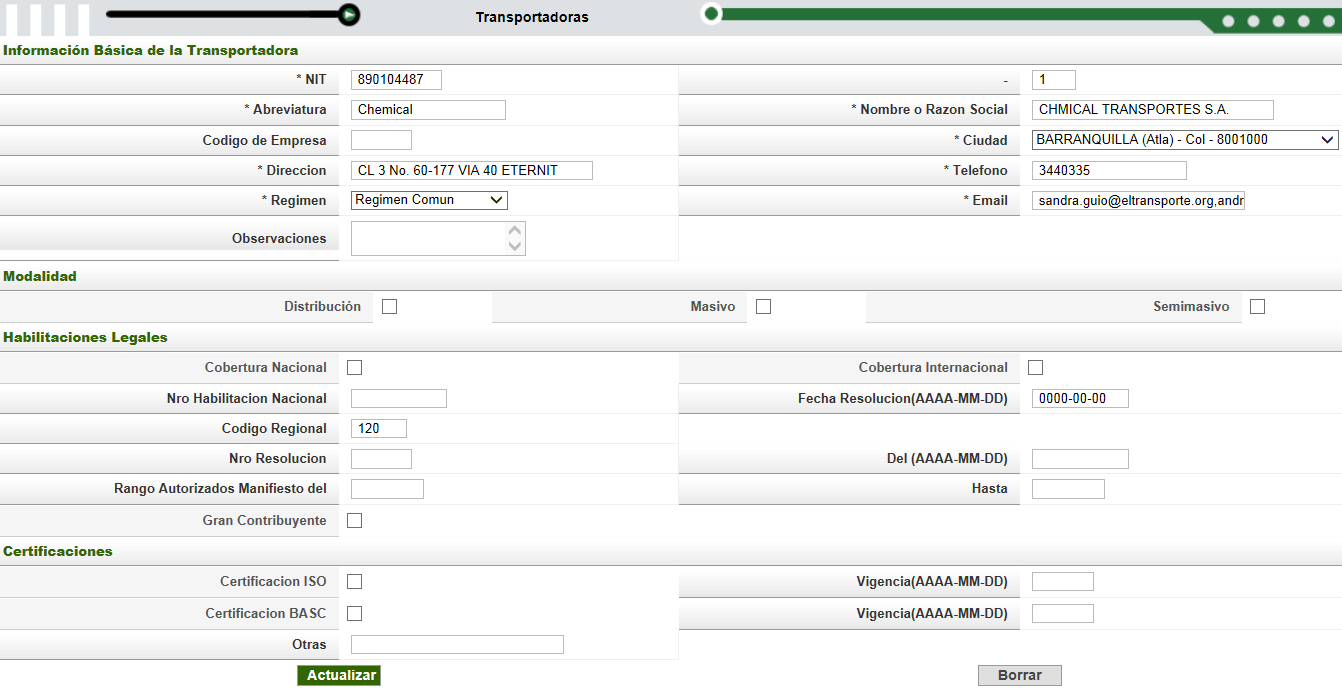 Transportadoras
Información Básica de la Transportadora
* NIT 890104487 - 1
* Abreviatura Chemical * Nombre o Razon Social CHMICAL TRANSPORTES S.A.
Codigo de Empresa * Ciudad BARRANQUILLA (Atla) - Col - 8001000
* Direccion CL 3 No. 60-177 VIA 40 ETERNIT * Telefono 3440335
* Regimen Regimen Comun * Email sandra.guio@eltransporte.org,andr
Observaciones
Modalidad
Distribución Masivo Semimasivo
Habilitaciones Legales
Cobertura Nacional Cobertura Internacional
Nro Habilitacion Nacional Fecha Resolucion(AAAA-MM-DD) 0000-00-00
Codigo Regional 120
Nro Resolucion Del (AAAA-MM-DD)
Rango Autorizados Manifiesto del Hasta
Gran Contribuyente
Certificaciones
Certificacion ISO Vigencia(AAAA-MM-DD)
Certificacion BASC Vigencia(AAAA-MM-DD)
Otras
Actualizar Borrar